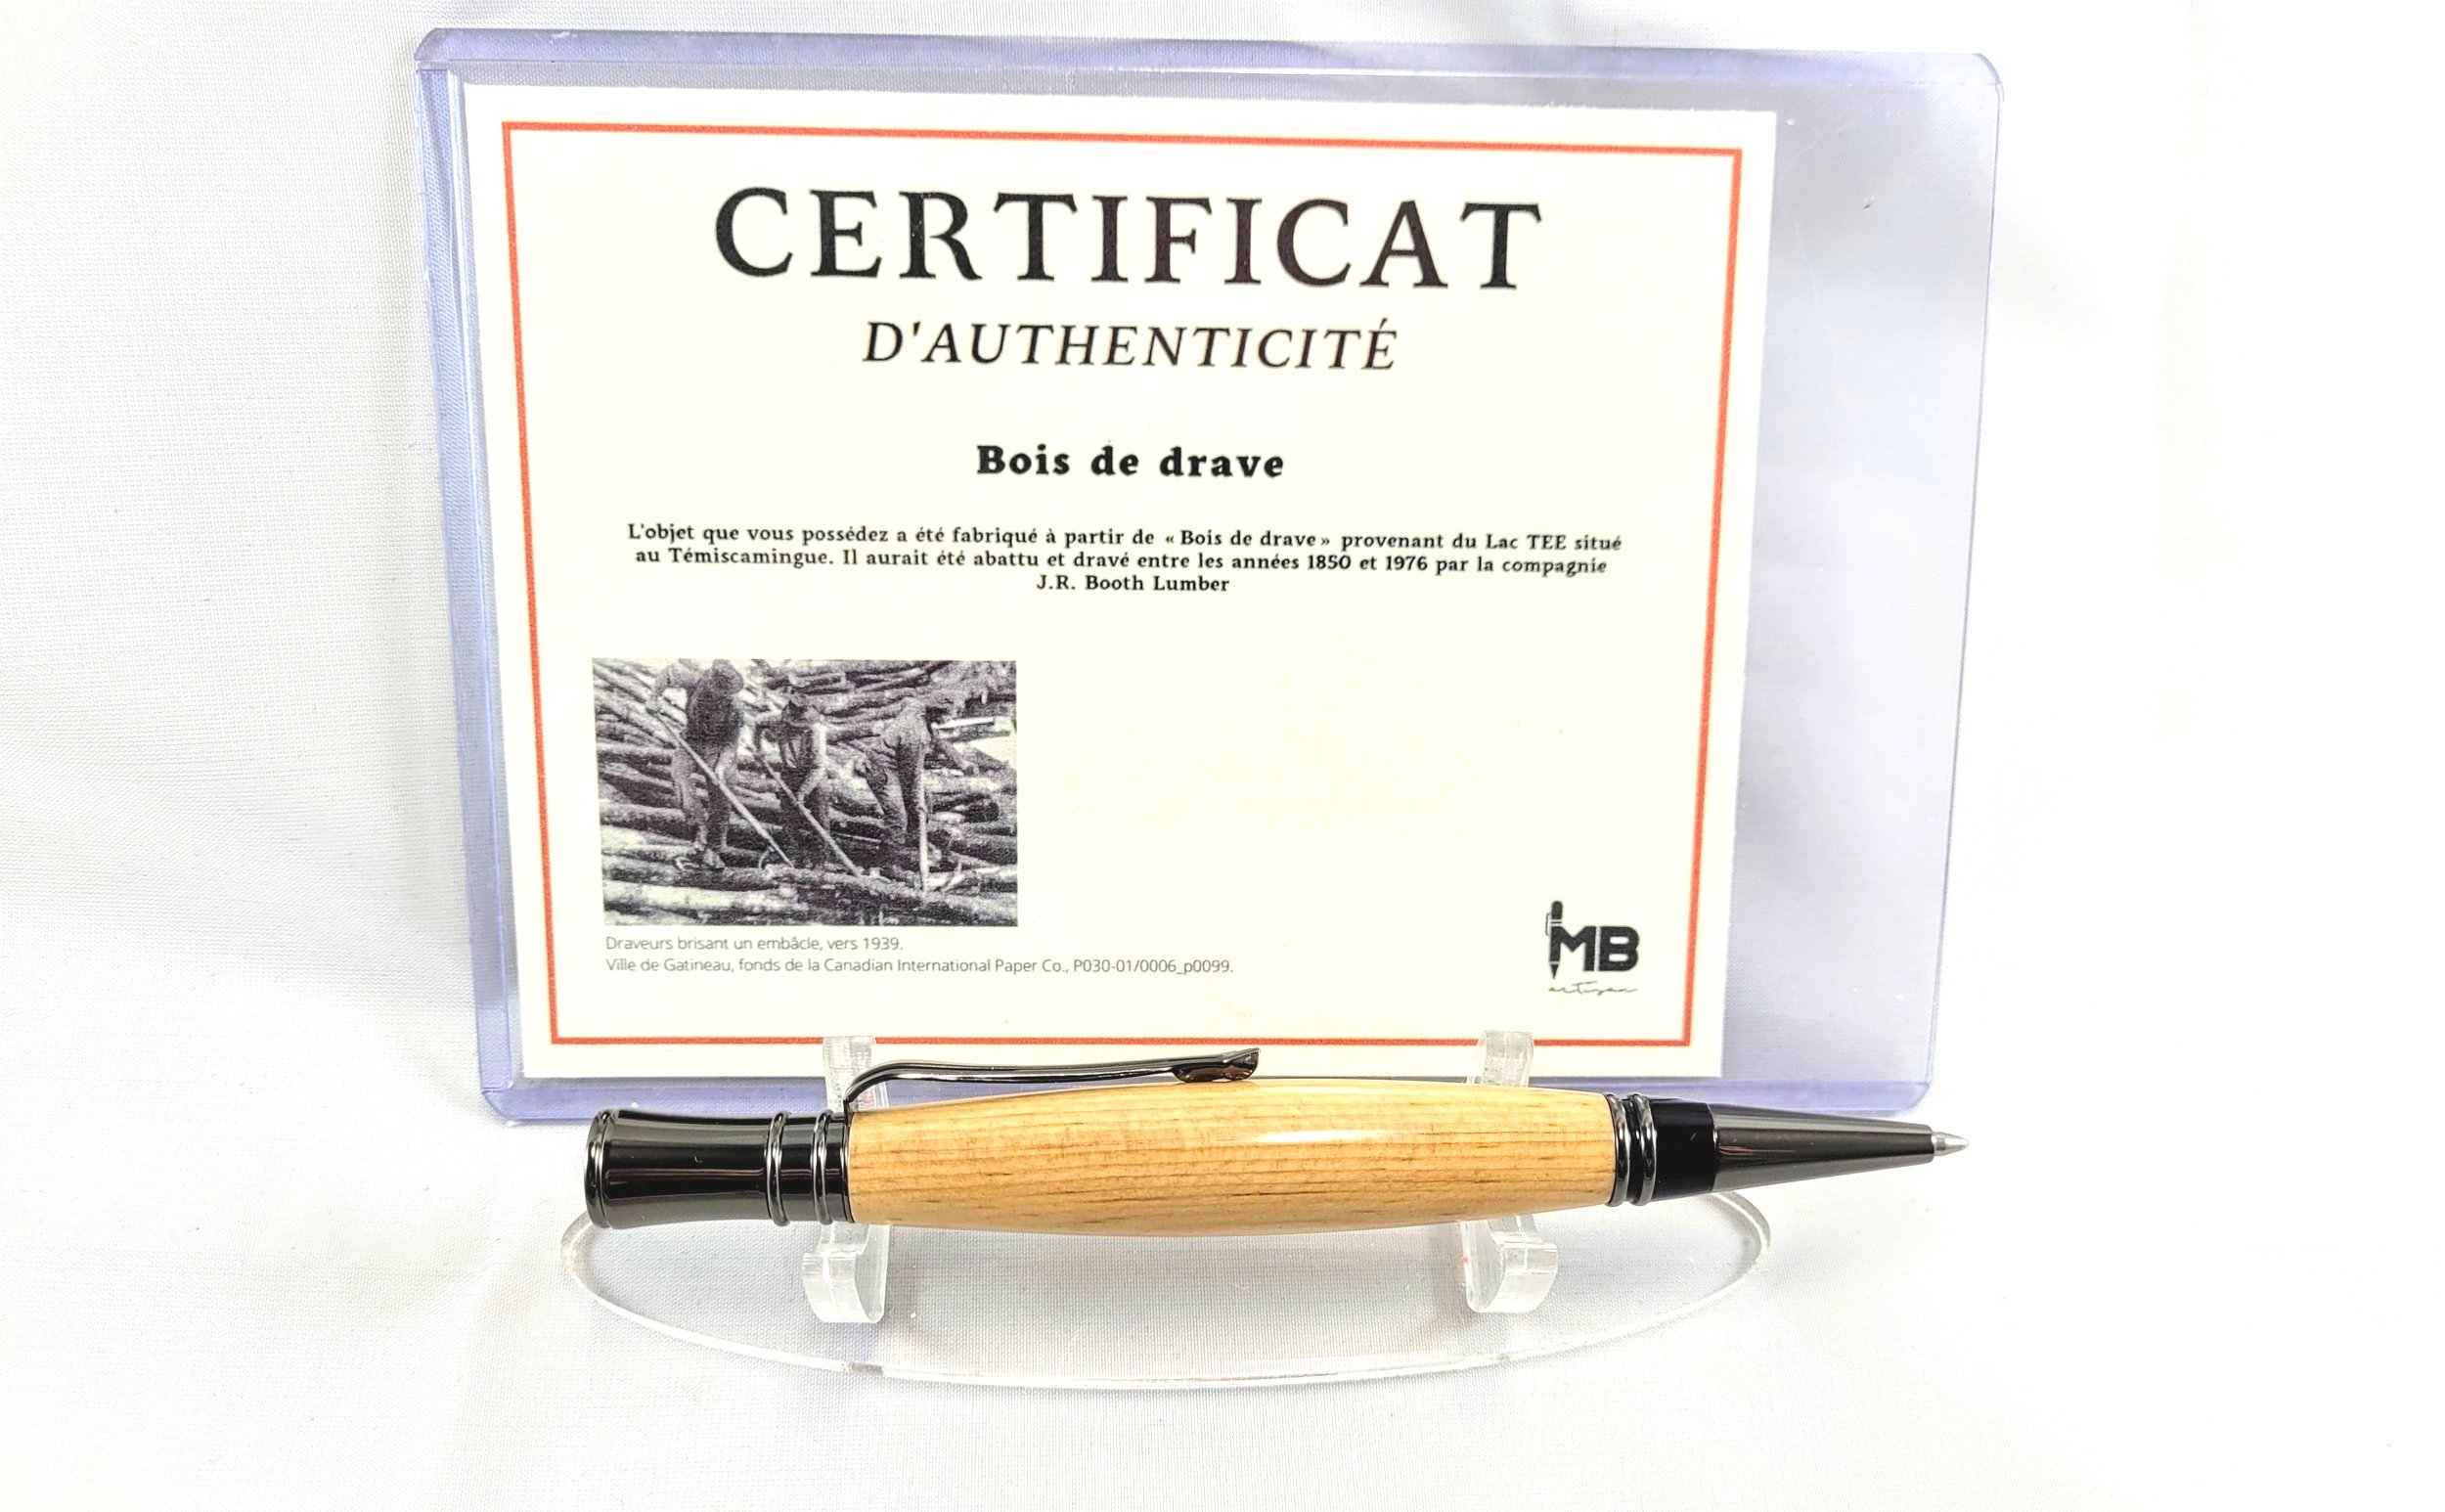 CERTIFICAT
D'AUTHENTICITÉ
Bois de drave
L'objet que vous possédez a été fabriqué à partir de « Bois de drave » provenant du Lac TEE situé
au Témiscamingue. Il aurait été abattu et dravé entre les années 1850 et 1976 par la compagnie
J.R. Booth Lumber
Draveurs brisant un embâcle, vers 1939.
Ville de Gatineau, fonds de la Canadian International Paper Co., P030-01/0006_p0099.
MB
artisan